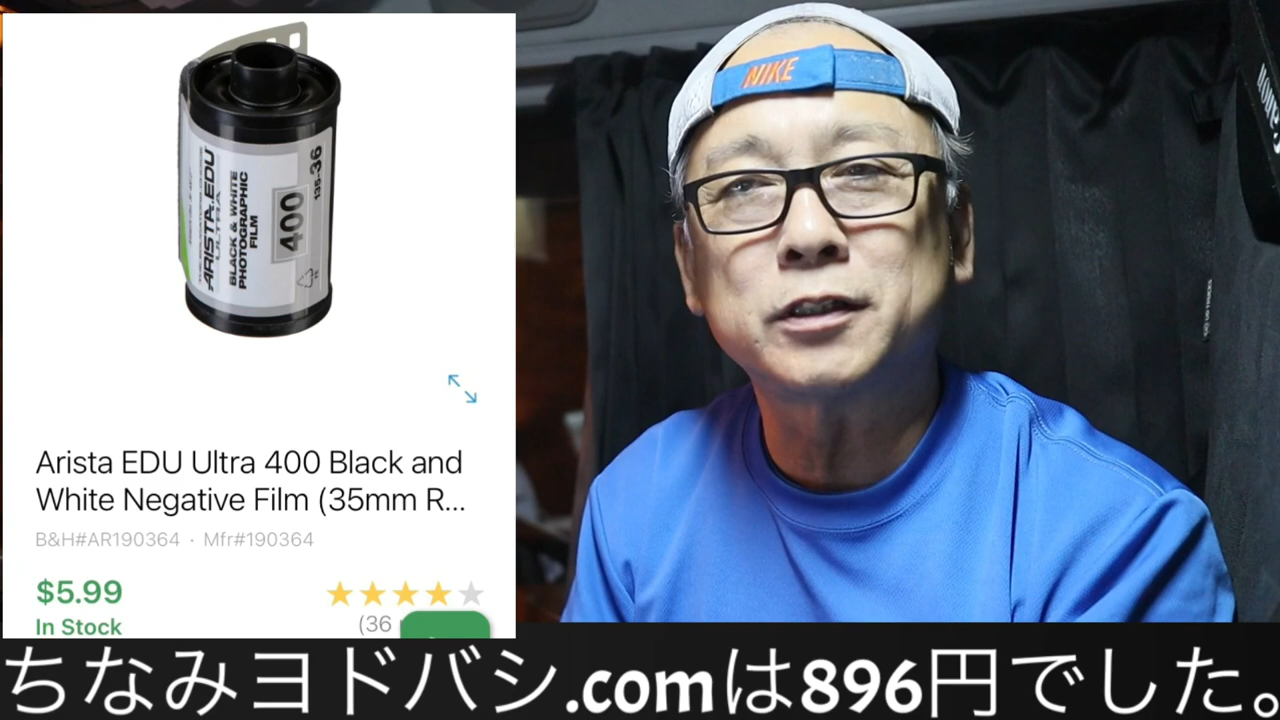 ARISTA.EDU
ULTRA
BLACK & WHITE
PHOTOGRAPHIC
FILM
400
135-36
Arista EDU Ultra 400 Black and
White Negative Film (35mm R...
B&H#AR190364 · Mfr#190364
$5.99
In Stock
(36
NIKE
ちなみヨドバシ.comは896円でした。